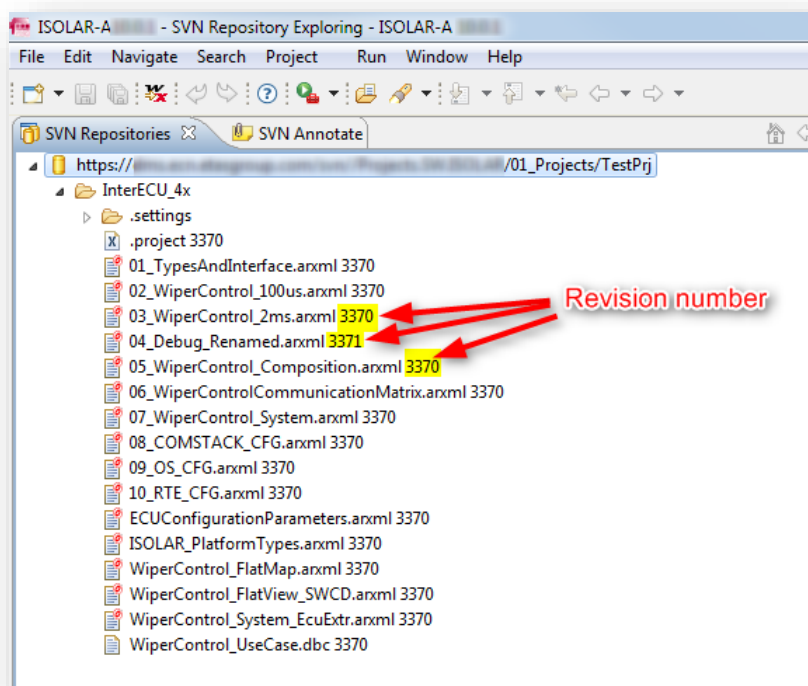 ISOLAR-A - SVN Repository Exploring - ISOLAR-A
File Edit Navigate Search Project Run Window Help
SVN Repositories SVN Annotate
https:// /01_Projects/TestPrj
InterECU_4x
.settings
.project 3370
01_TypesAndInterface.arxml 3370
02_WiperControl_100us.arxml 3370
03_WiperControl_2ms.arxml 3370
Revision number
04_Debug_Renamed.arxml 3371
05_WiperControl_Composition.arxml 3370
06_WiperControlCommunicationMatrix.arxml 3370
07_WiperControl_System.arxml 3370
08_COMSTACK_CFG.arxml 3370
09_OS_CFG.arxml 3370
10_RTE_CFG.arxml 3370
ECUConfigurationParameters.arxml 3370
ISOLAR_PlatformTypes.arxml 3370
WiperControl_FlatMap.arxml 3370
WiperControl_FlatView_SWCD.arxml 3370
WiperControl_System_EcuExtr.arxml 3370
WiperControl_UseCase.dbc 3370